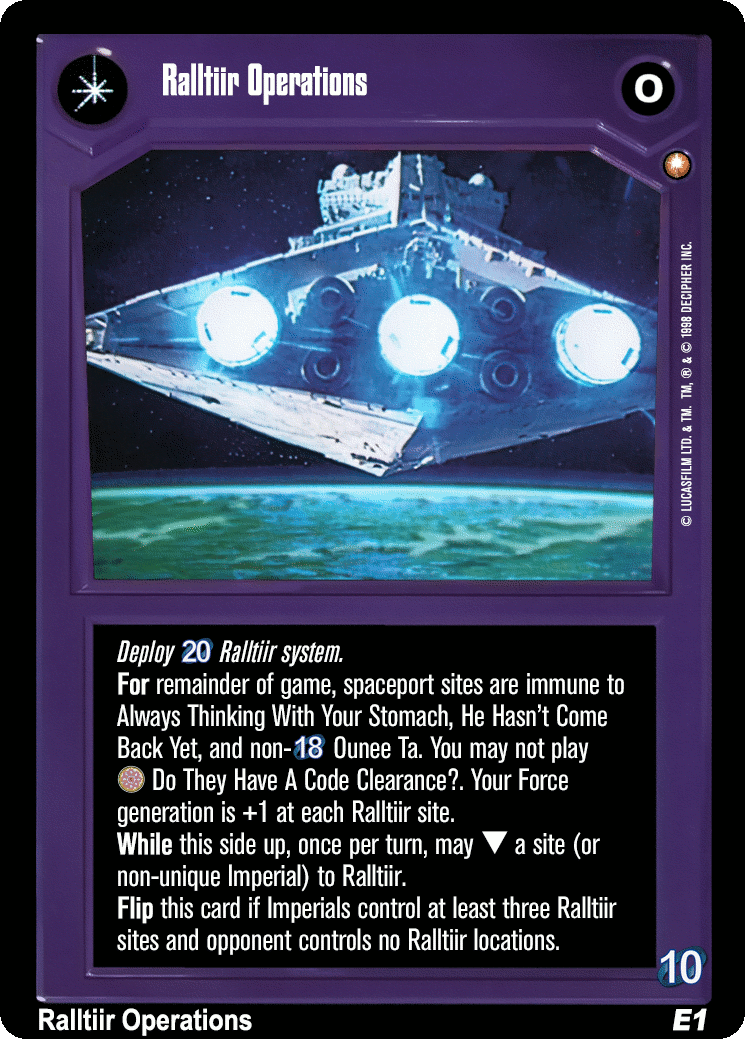 Ralltiir Operations
O
© LUCASFILM LTD. & TM. TM, ® & © 1998 DECIPHER INC.
Deploy 20 Ralltiir system.
For remainder of game, spaceport sites are immune to
Always Thinking With Your Stomach, He Hasn't Come
Back Yet, and non-18 Ounee Ta. You may not play
Do They Have A Code Clearance?. Your Force
generation is +1 at each Ralltiir site.
While this side up, once per turn, may ▼ a site (or
non-unique Imperial) to Ralltiir.
Flip this card if Imperials control at least three Ralltiir
sites and opponent controls no Ralltiir locations.
10
Ralltiir Operations E1